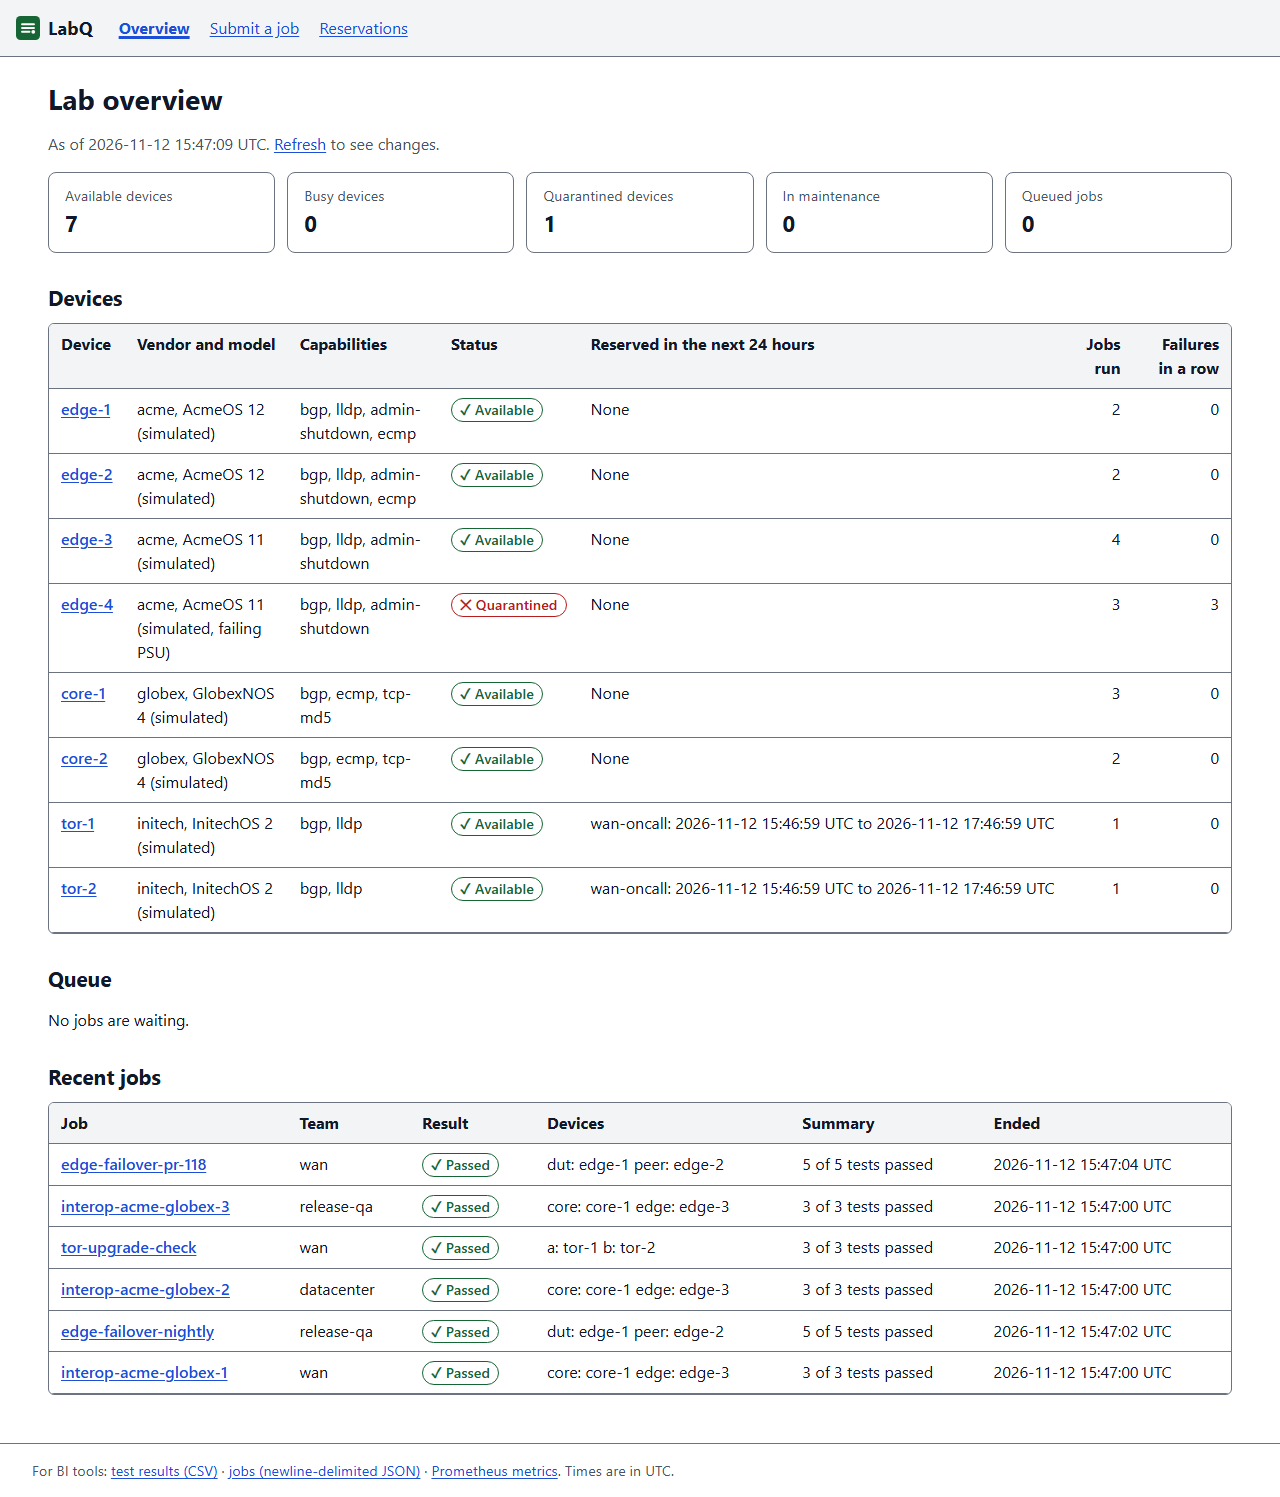 LabQ Overview Submit a job Reservations
Lab overview
As of 2026-11-12 15:47:09 UTC. Refresh to see changes.
Available devices Busy devices Quarantined devices In maintenance Queued jobs
7 0 1 0 0
Devices
Device Vendor and model Capabilities Status Reserved in the next 24 hours Jobs Failures
run in a row
edge-1 acme, AcmeOS 12 bgp, lldp, admin- ✓ Available None 2 0
(simulated) shutdown, ecmp
edge-2 acme, AcmeOS 12 bgp, lldp, admin- ✓ Available None 2 0
(simulated) shutdown, ecmp
edge-3 acme, AcmeOS 11 bgp, lldp, admin- ✓ Available None 4 0
(simulated) shutdown
edge-4 acme, AcmeOS 11 bgp, lldp, admin- ✕ Quarantined None 3 3
(simulated, failing shutdown
PSU)
core-1 globex, GlobexNOS bgp, ecmp, tcp- ✓ Available None 3 0
4 (simulated) md5
core-2 globex, GlobexNOS bgp, ecmp, tcp- ✓ Available None 2 0
4 (simulated) md5
tor-1 initech, InitechOS 2 bgp, lldp ✓ Available wan-oncall: 2026-11-12 15:46:59 UTC to 2026-11-12 17:46:59 UTC 1 0
(simulated)
tor-2 initech, InitechOS 2 bgp, lldp ✓ Available wan-oncall: 2026-11-12 15:46:59 UTC to 2026-11-12 17:46:59 UTC 1 0
(simulated)
Queue
No jobs are waiting.
Recent jobs
Job Team Result Devices Summary Ended
edge-failover-pr-118 wan ✓ Passed dut: edge-1 peer: edge-2 5 of 5 tests passed 2026-11-12 15:47:04 UTC
interop-acme-globex-3 release-qa ✓ Passed core: core-1 edge: edge-3 3 of 3 tests passed 2026-11-12 15:47:00 UTC
tor-upgrade-check wan ✓ Passed a: tor-1 b: tor-2 3 of 3 tests passed 2026-11-12 15:47:00 UTC
interop-acme-globex-2 datacenter ✓ Passed core: core-1 edge: edge-3 3 of 3 tests passed 2026-11-12 15:47:00 UTC
edge-failover-nightly release-qa ✓ Passed dut: edge-1 peer: edge-2 5 of 5 tests passed 2026-11-12 15:47:02 UTC
interop-acme-globex-1 wan ✓ Passed core: core-1 edge: edge-3 3 of 3 tests passed 2026-11-12 15:47:00 UTC
For BI tools: test results (CSV) · jobs (newline-delimited JSON) · Prometheus metrics. Times are in UTC.